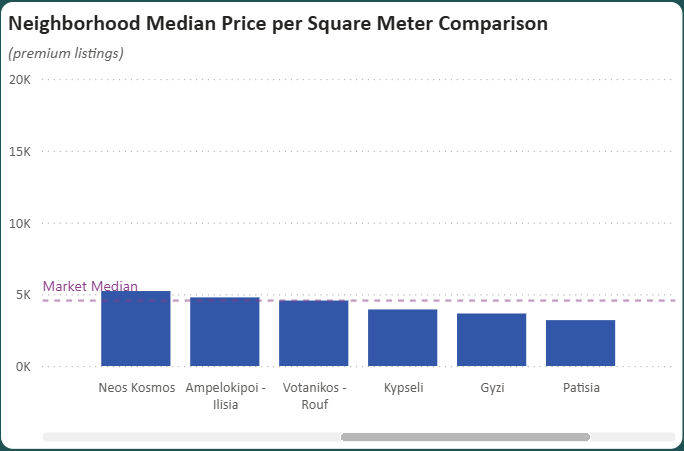 Neighborhood Median Price per Square Meter Comparison
(premium listings)
20K
15K
10K
Market Median
5K
0K
Neos Kosmos
Ampelokipoi -
Ilisia
Votanikos -
Rouf
Kypseli
Gyzi
Patisia